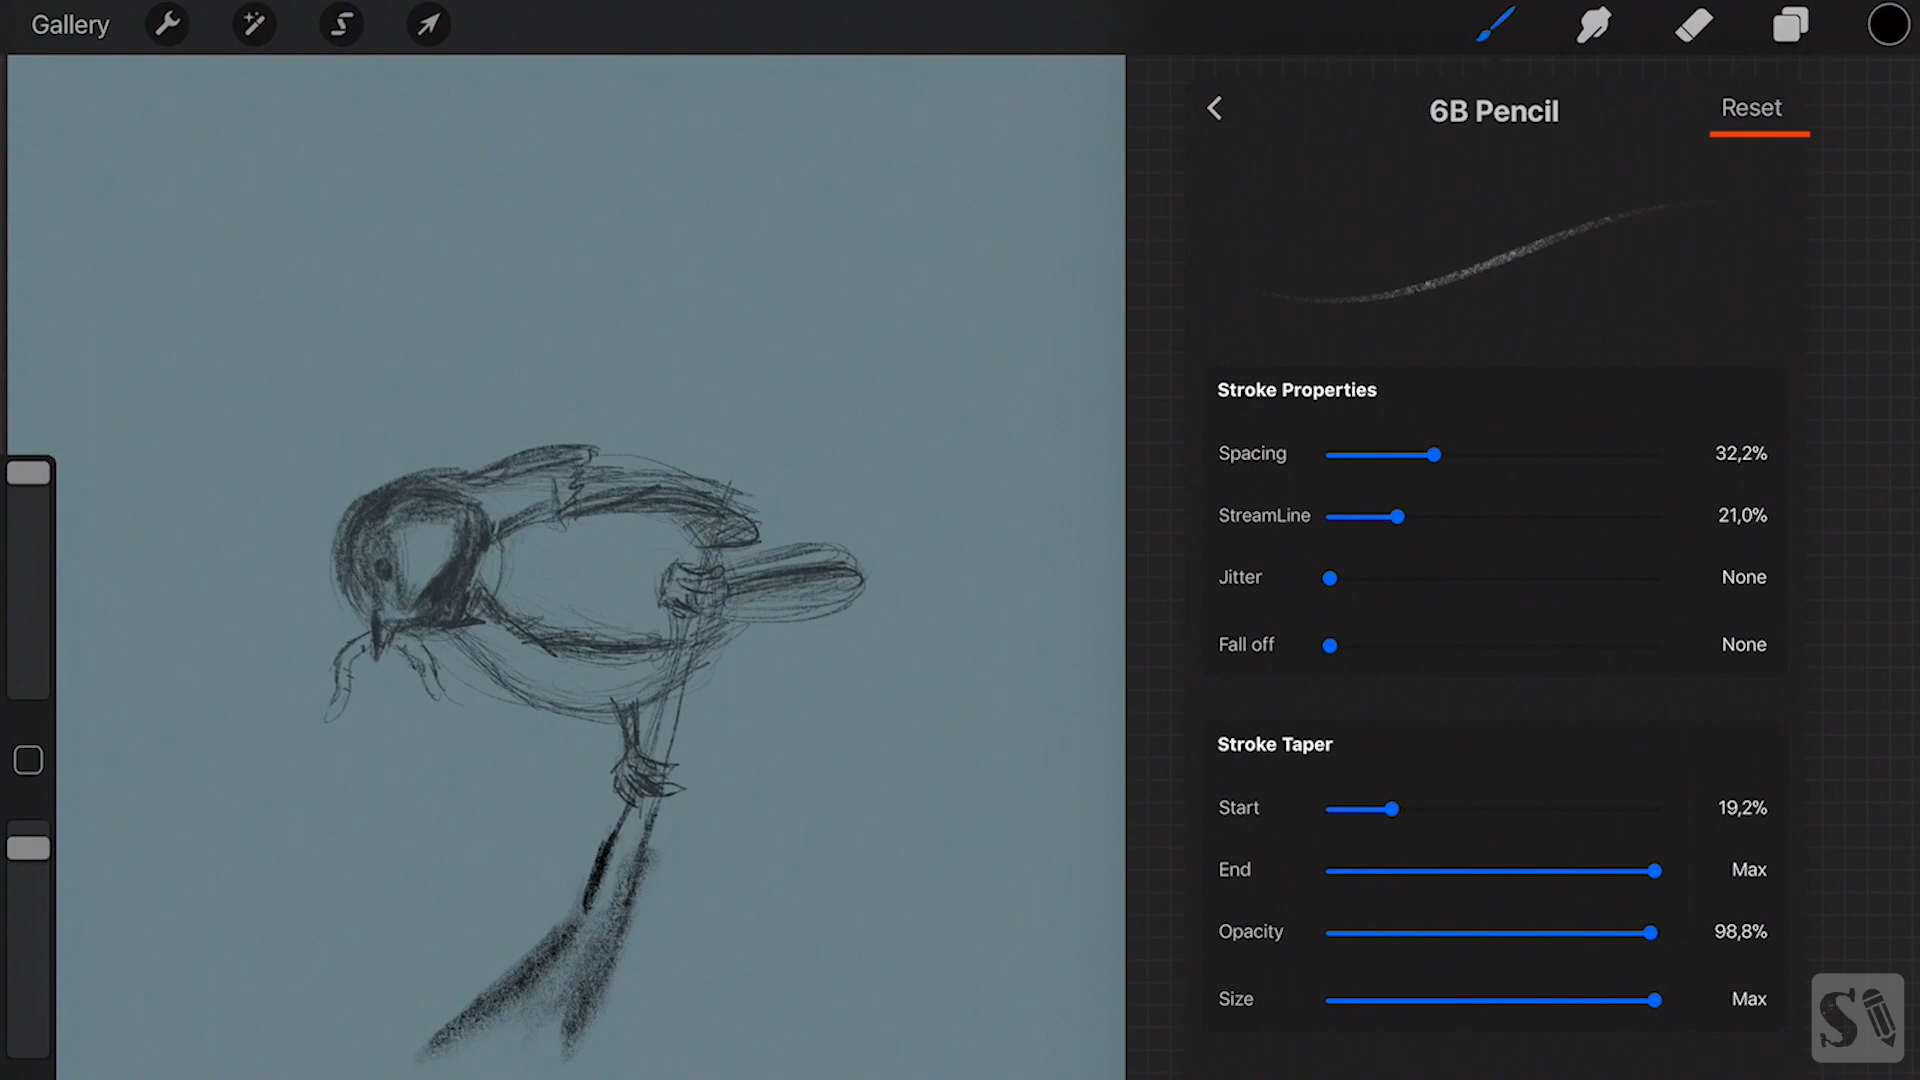 Gallery
6B Pencil
Reset
Stroke Properties
Spacing 32,2%
StreamLine 21,0%
Jitter None
Fall off None
Stroke Taper
Start 19,2%
End Max
Opacity 98,8%
Size Max
S